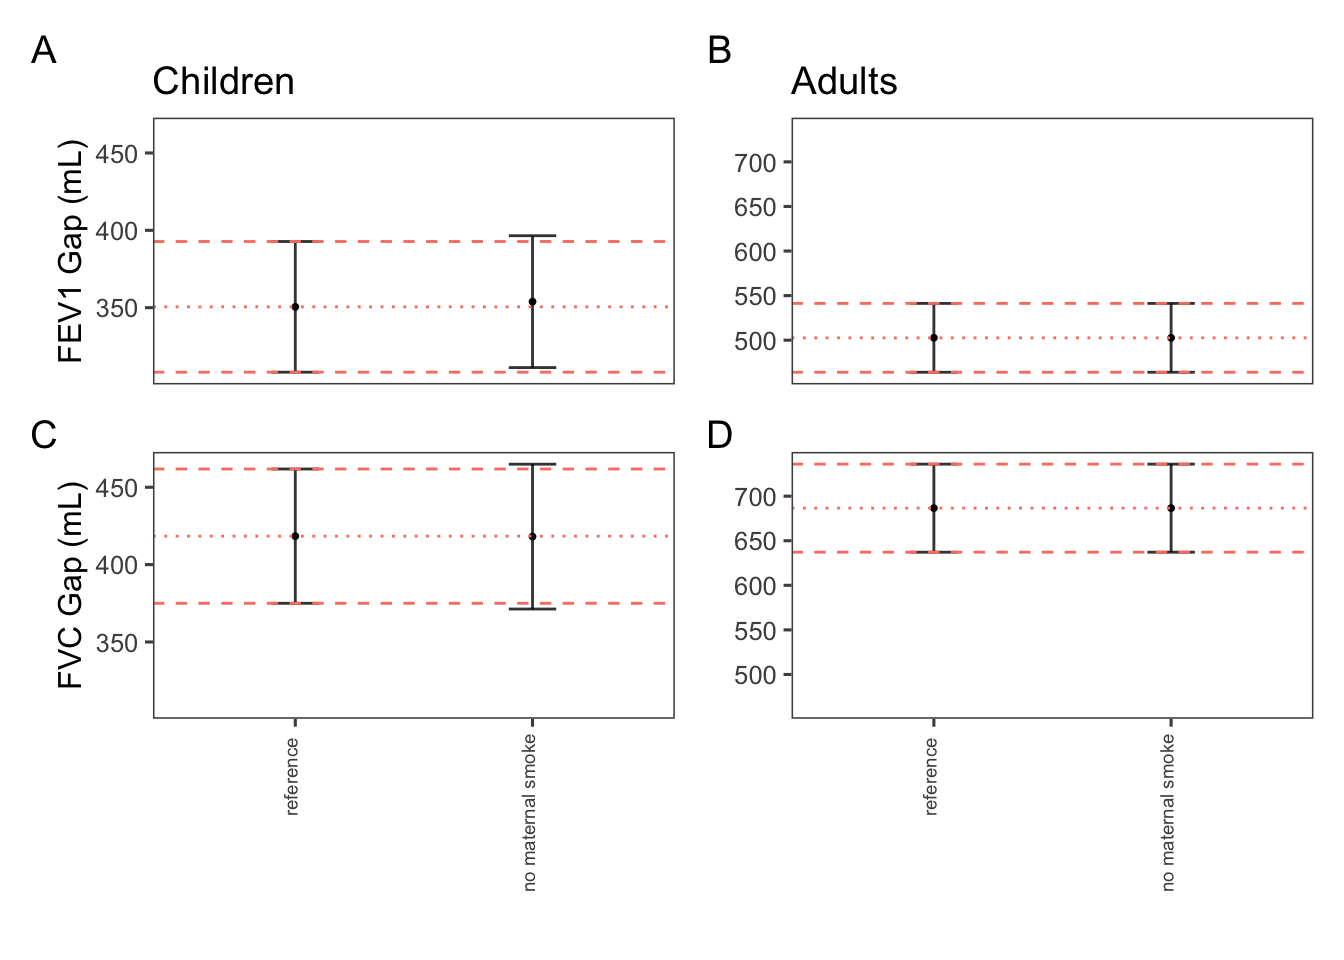 A
Children
FEV1 Gap (mL)
450
400
350
B
Adults
700
650
600
550
500
C
FVC Gap (mL)
450
400
350
reference
no maternal smoke
D
700
650
600
550
500
reference
no maternal smoke